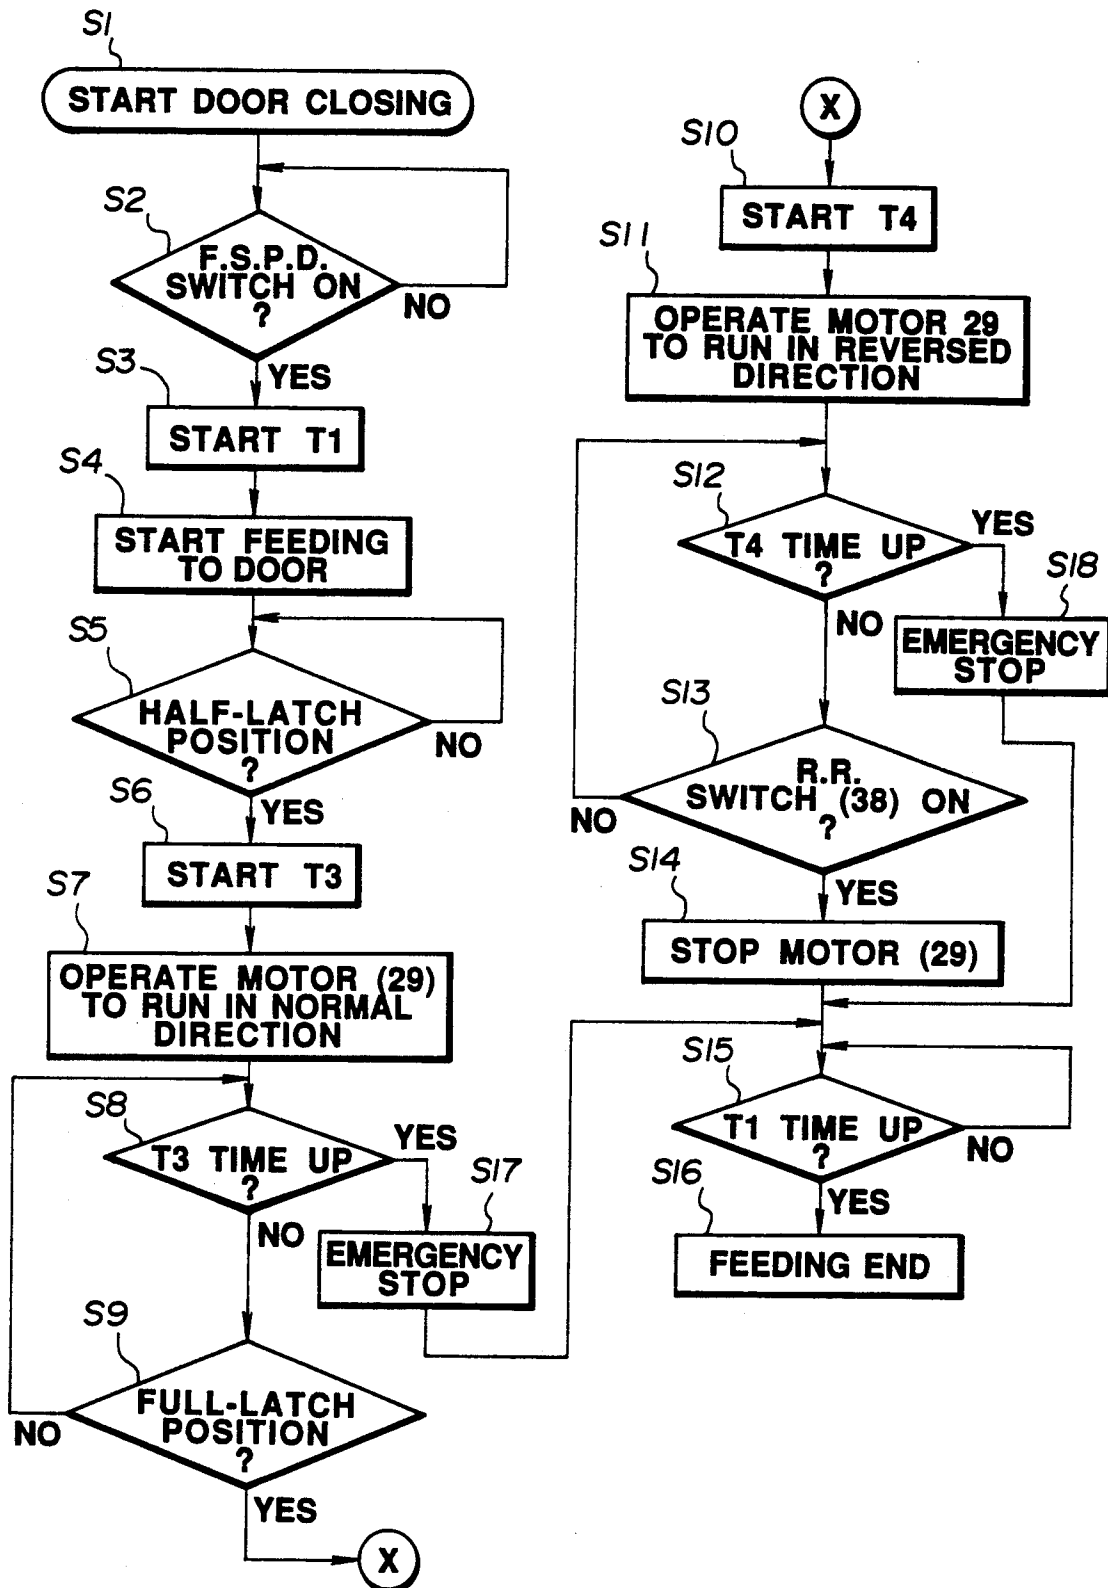 S1
START DOOR CLOSING
S2
F.S.P.D.
SWITCH ON
?
NO
YES
S3
START T1
S4
START FEEDING
TO DOOR
S5
HALF-LATCH
POSITION
?
NO
YES
S6
START T3
S7
OPERATE MOTOR (29)
TO RUN IN NORMAL
DIRECTION
S8
T3 TIME UP
?
YES
NO
S17
EMERGENCY
STOP
S9
FULL-LATCH
POSITION
?
NO
YES
X
X
S10
START T4
S11
OPERATE MOTOR 29
TO RUN IN REVERSED
DIRECTION
S12
T4 TIME UP
?
YES
NO
S18
EMERGENCY
STOP
S13
R.R.
SWITCH (38) ON
?
NO
YES
S14
STOP MOTOR (29)
S15
T1 TIME UP
?
NO
YES
S16
FEEDING END